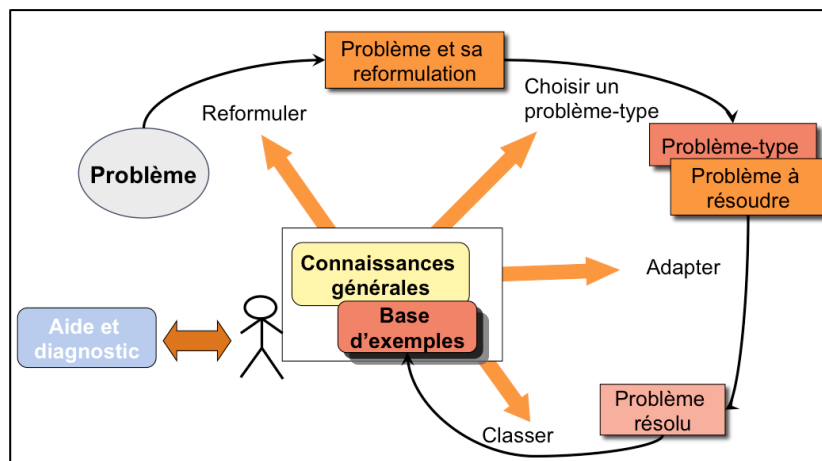 Problème et sa
reformulation
Choisir un
problème-type
Reformuler
Problème-type
Problème
Problème à
résoudre
Connaissances
générales
Adapter
Base
d'exemples
Aide et
diagnostic
Problème
résolu
Classer